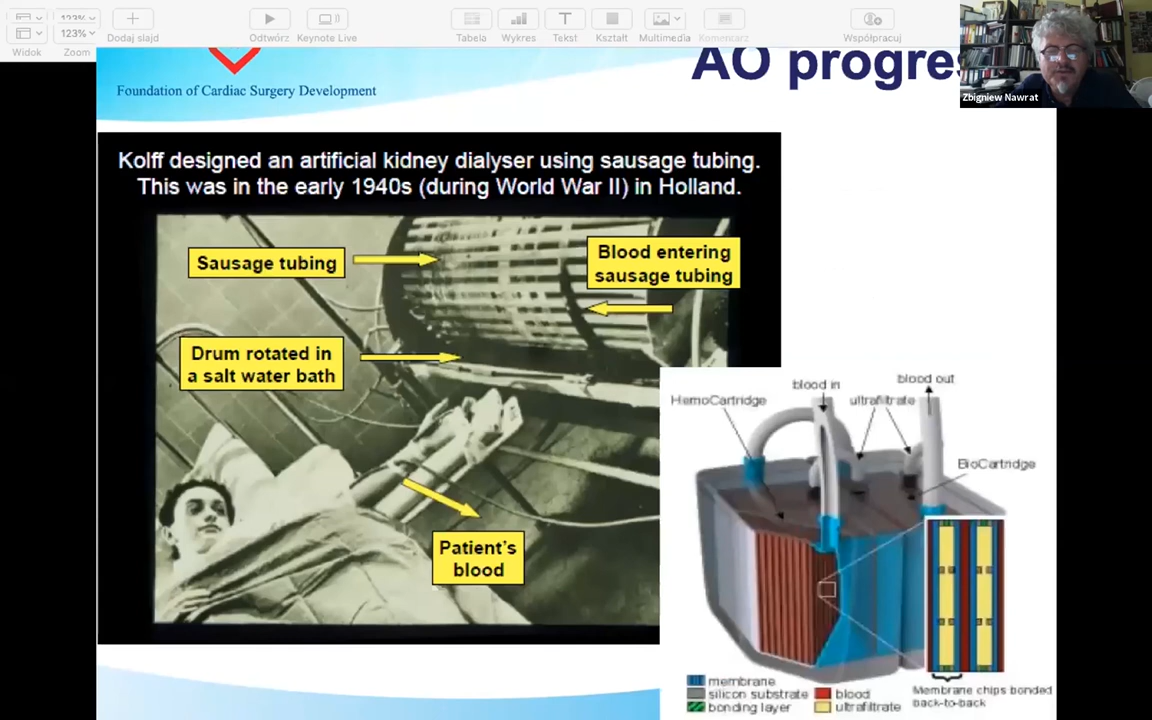 123%
Widok
123%
Zoom
Dodaj slajd
Odtwórz
Keynote Live
Tabela
Wykres
Tekst
Kształt
Multimedia
Komentarz
Współpracuj
Zbigniew Nawrat
Foundation of Cardiac Surgery Development
AO progres
Kolff designed an artificial kidney dialyser using sausage tubing.
This was in the early 1940s (during World War II) in Holland.
Sausage tubing
Blood entering
sausage tubing
Drum rotated in
a salt water bath
Patient's
blood
blood in
blood out
HemoCartridge
ultrafiltrate
BioCartridge
membrane
silicon substrate
bonding layer
blood
ultrafiltrate
Membrane chips bonded
back-to-back